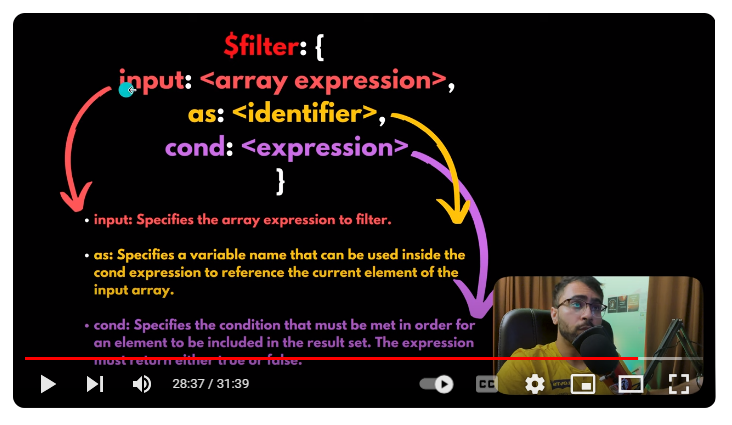 $filter: {
input: <array expression>,
as: <identifier>,
cond: <expression>
}
• input: Specifies the array expression to filter.
• as: Specifies a variable name that can be used inside the
cond expression to reference the current element of the
input array.
• cond: Specifies the condition that must be met in order for
an element to be included in the result set. The expression
must return either true or false.
28:37 / 31:39
CC